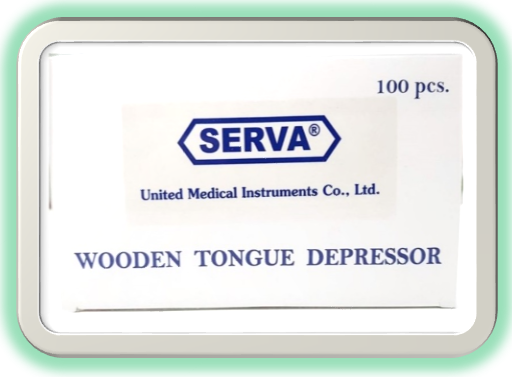 100 pcs.
SERVA®
United Medical Instruments Co., Ltd.
WOODEN TONGUE DEPRESSOR